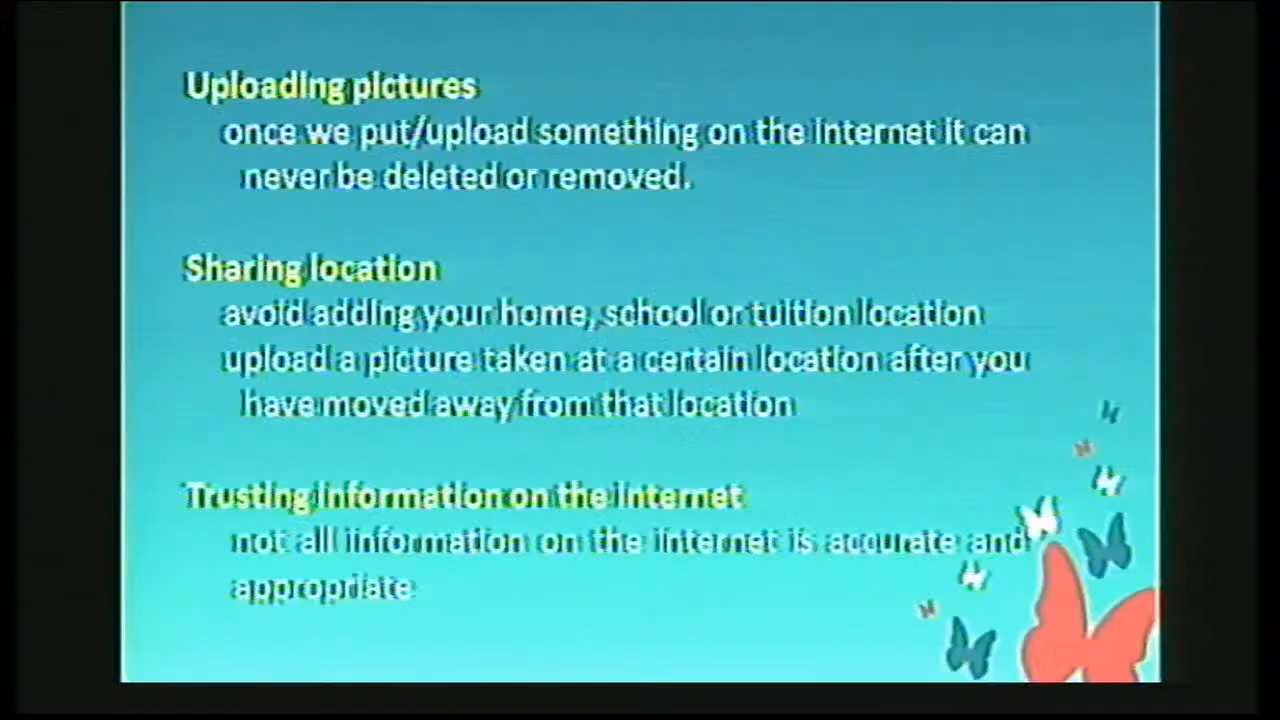 Uploading pictures
once we put/upload something on the internet it can
never be deleted or removed.
Sharing location
avoid adding your home, school or tuition location
upload a picture taken at a certain location after you
have moved away from that location
Trusting information on the internet
not all information on the internet is accurate and
appropriate